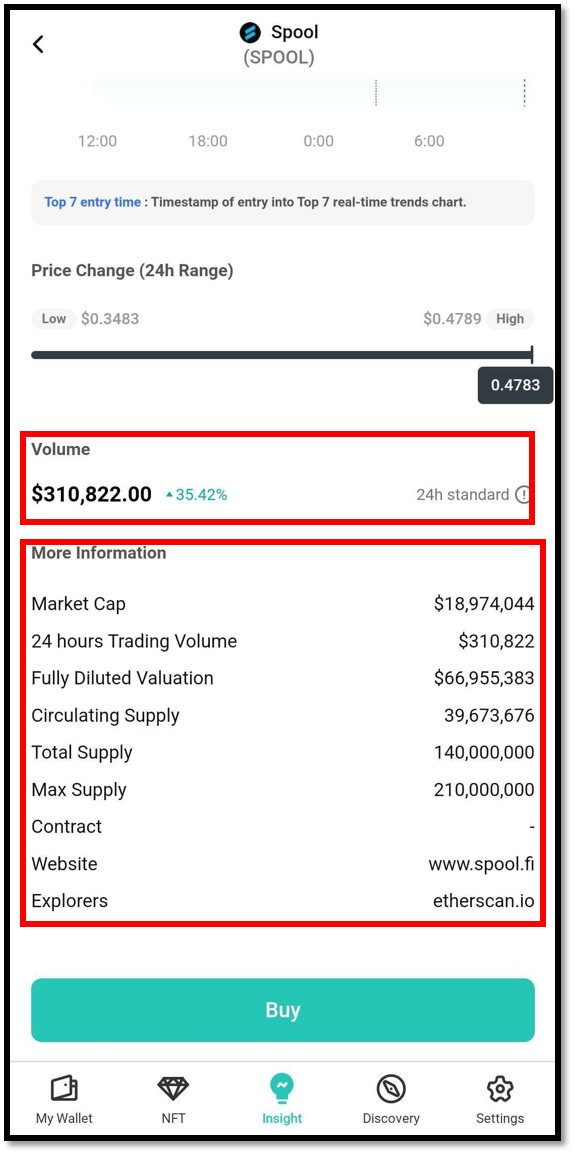 Spool
(SPOOL)
12:00 18:00 0:00 6:00
Top 7 entry time : Timestamp of entry into Top 7 real-time trends chart.
Price Change (24h Range)
Low $0.3483 $0.4789 High
0.4783
Volume
$310,822.00 35.42% 24h standard
More Information
Market Cap $18,974,044
24 hours Trading Volume $310,822
Fully Diluted Valuation $66,955,383
Circulating Supply 39,673,676
Total Supply 140,000,000
Max Supply 210,000,000
Contract -
Website www.spool.fi
Explorers etherscan.io
Buy
My Wallet NFT Insight Discovery Settings